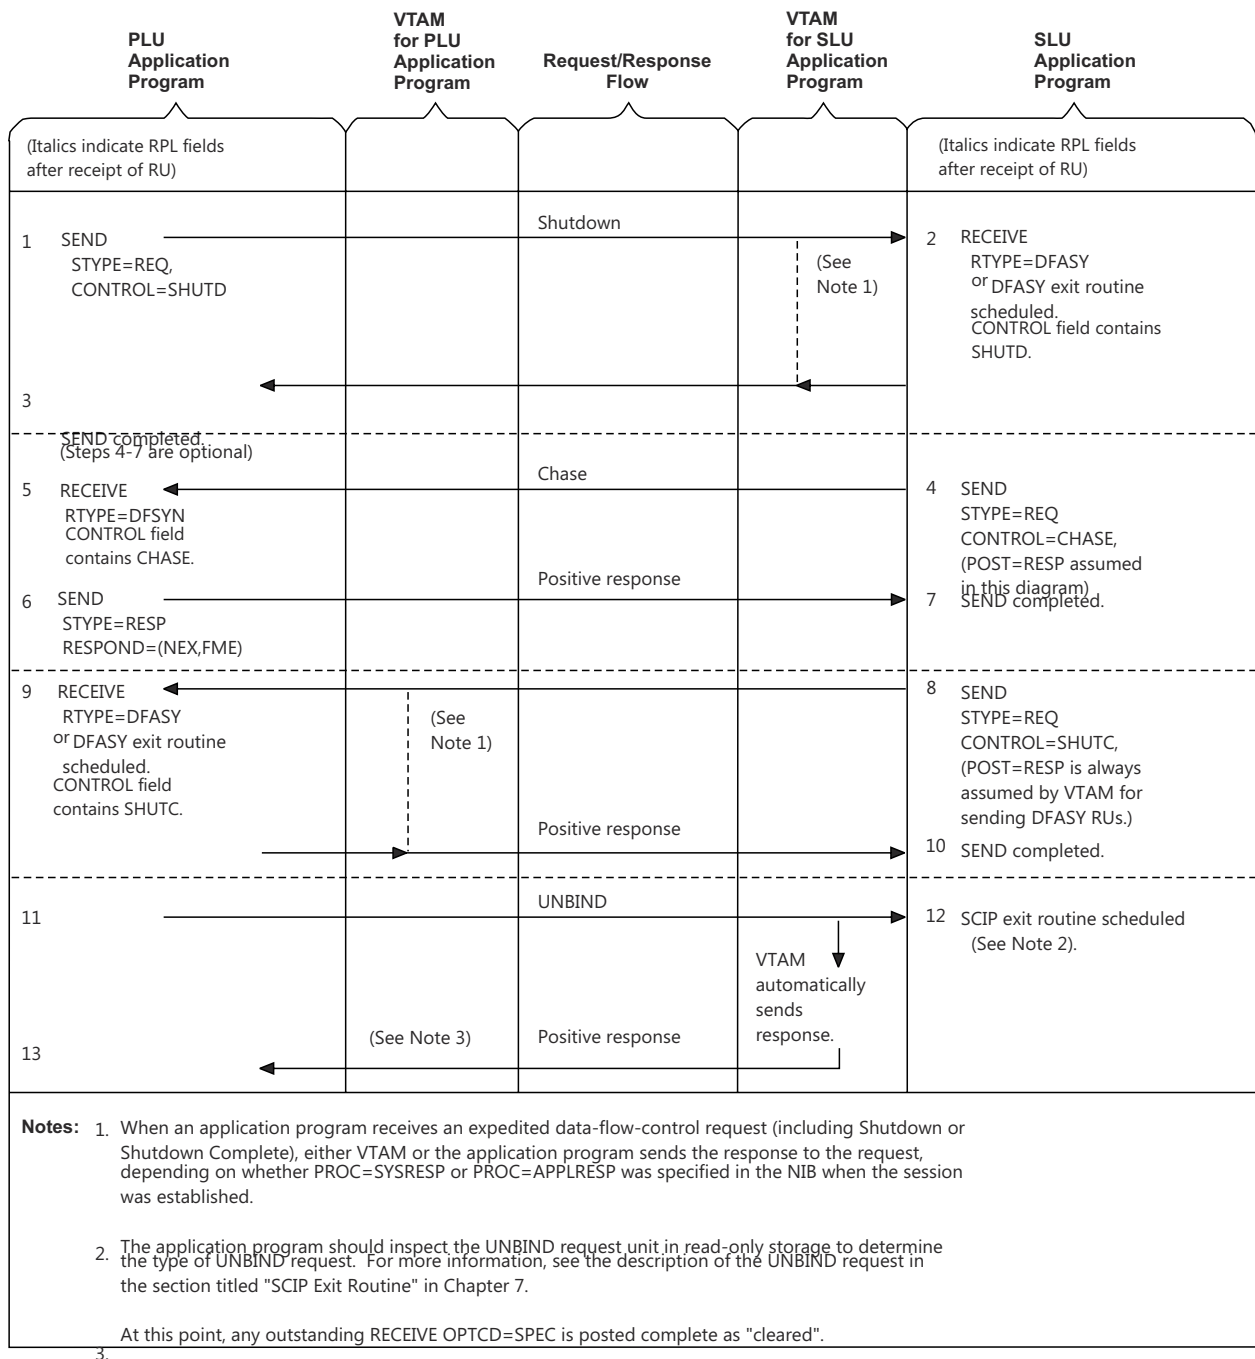 PLU
Application
Program
VTAM
for PLU
Application
Program
Request/Response
Flow
VTAM
for SLU
Application
Program
SLU
Application
Program
(Italics indicate RPL fields
after receipt of RU)
(Italics indicate RPL fields
after receipt of RU)
1 SEND
STYPE=REQ,
CONTROL=SHUTD
Shutdown
(See
Note 1)
2 RECEIVE
RTYPE=DFASY
or DFASY exit routine
scheduled.
CONTROL field contains
SHUTD.
3
SEND completed.
(Steps 4-7 are optional)
Chase
5 RECEIVE
RTYPE=DFSYN
CONTROL field
contains CHASE.
4 SEND
STYPE=REQ
CONTROL=CHASE,
(POST=RESP assumed
in this diagram)
6 SEND
STYPE=RESP
RESPOND=(NEX,FME)
Positive response
7 SEND completed.
9 RECEIVE
RTYPE=DFASY
or DFASY exit routine
scheduled.
CONTROL field
contains SHUTC.
(See
Note 1)
8 SEND
STYPE=REQ
CONTROL=SHUTC,
(POST=RESP is always
assumed by VTAM for
sending DFASY RUs.)
Positive response
10 SEND completed.
11
UNBIND
12 SCIP exit routine scheduled
(See Note 2).
VTAM
automatically
sends
response.
13
(See Note 3)
Positive response
Notes: 1. When an application program receives an expedited data-flow-control request (including Shutdown or
Shutdown Complete), either VTAM or the application program sends the response to the request,
depending on whether PROC=SYSRESP or PROC=APPLRESP was specified in the NIB when the session
was established.
2. The application program should inspect the UNBIND request unit in read-only storage to determine
the type of UNBIND request. For more information, see the description of the UNBIND request in
the section titled "SCIP Exit Routine" in Chapter 7.
At this point, any outstanding RECEIVE OPTCD=SPEC is posted complete as "cleared".
3.